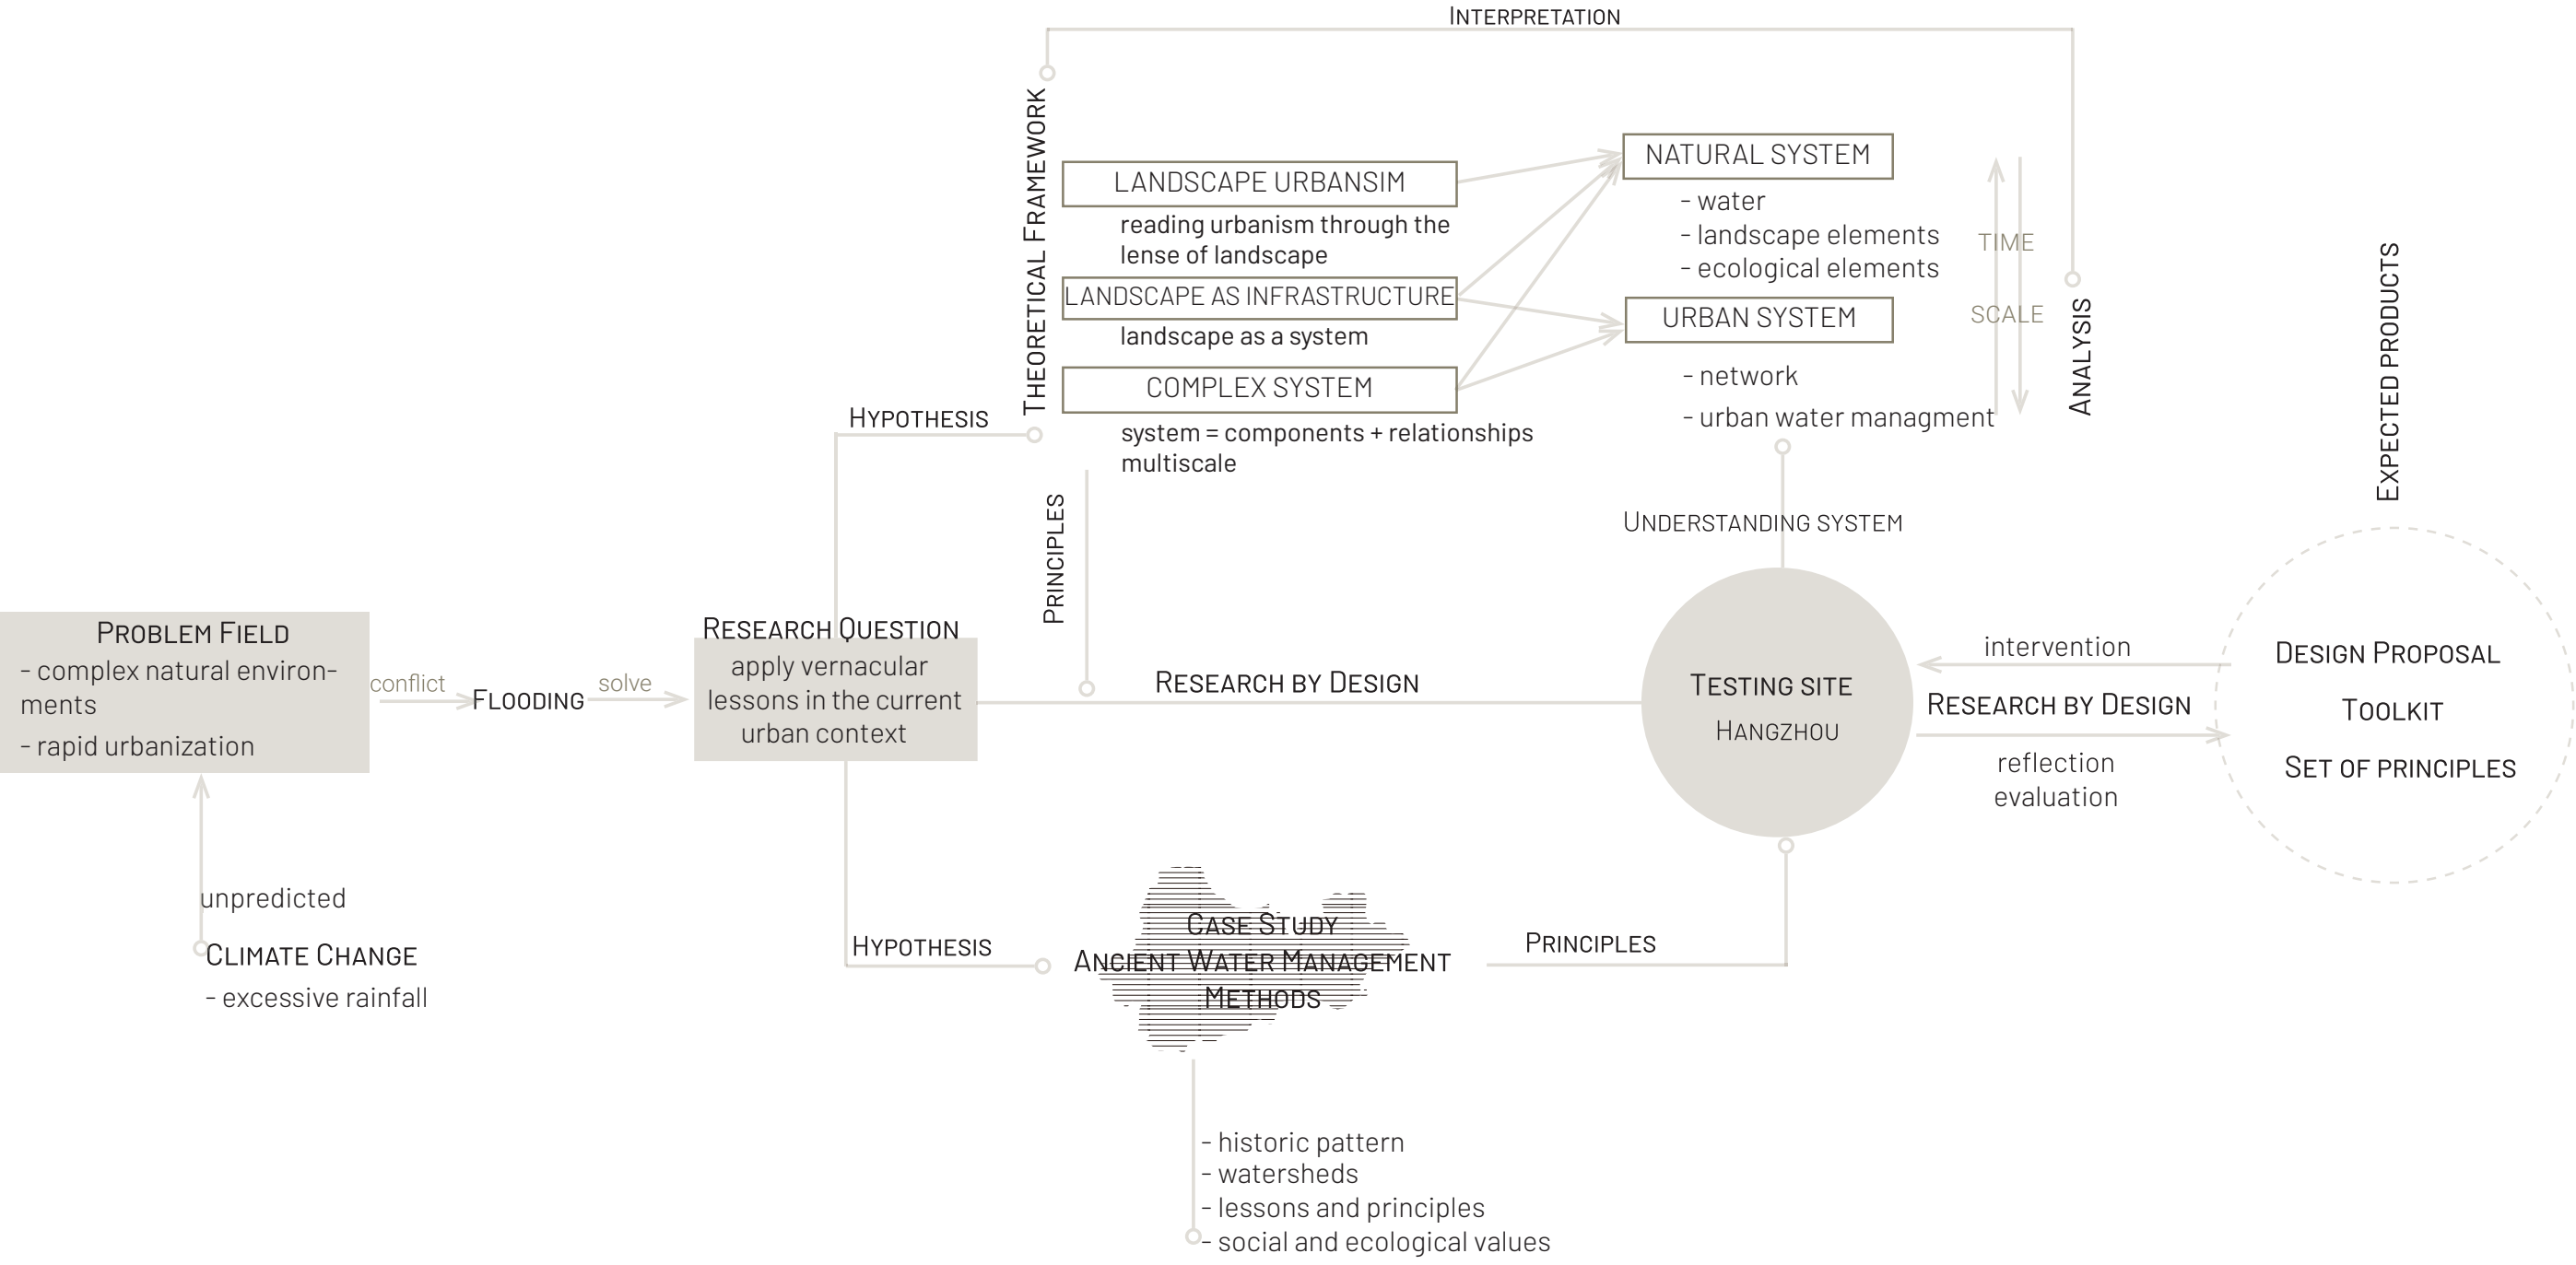 INTERPRETATION
THEORETICAL FRAMEWORK
LANDSCAPE URBANSIM
reading urbanism through the
lense of landscape
LANDSCAPE AS INFRASTRUCTURE
landscape as a system
COMPLEX SYSTEM
system = components + relationships
multiscale
NATURAL SYSTEM
- water
- landscape elements
- ecological elements
URBAN SYSTEM
- network
- urban water managment
TIME
SCALE
ANALYSIS
EXPECTED PRODUCTS
HYPOTHESIS
PRINCIPLES
UNDERSTANDING SYSTEM
PROBLEM FIELD
- complex natural environ-
ments
- rapid urbanization
conflict
FLOODING
solve
RESEARCH QUESTION
apply vernacular
lessons in the current
urban context
RESEARCH BY DESIGN
TESTING SITE
HANGZHOU
intervention
RESEARCH BY DESIGN
reflection
evaluation
DESIGN PROPOSAL
TOOLKIT
SET OF PRINCIPLES
unpredicted
CLIMATE CHANGE
- excessive rainfall
HYPOTHESIS
CASE STUDY
ANCIENT WATER MANAGEMENT
METHODS
PRINCIPLES
- historic pattern
- watersheds
- lessons and principles
- social and ecological values